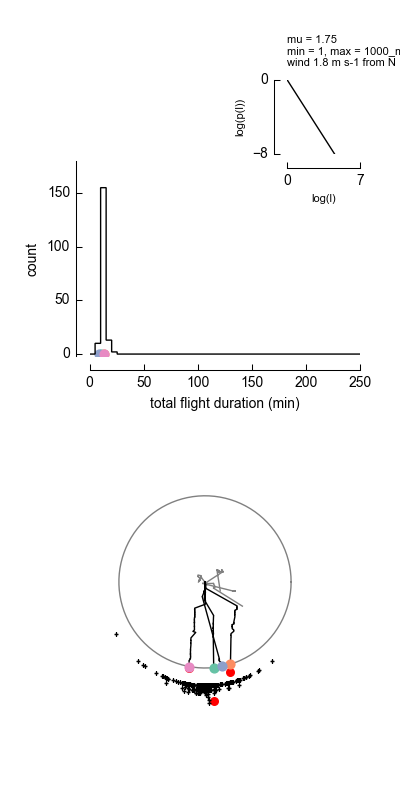 mu = 1.75
min = 1, max = 1000_m
wind 1.8 m s-1 from N
0
log(p(l))
−8
0
7
log(l)
150
count
100
50
0
0
50
100
150
200
250
total flight duration (min)